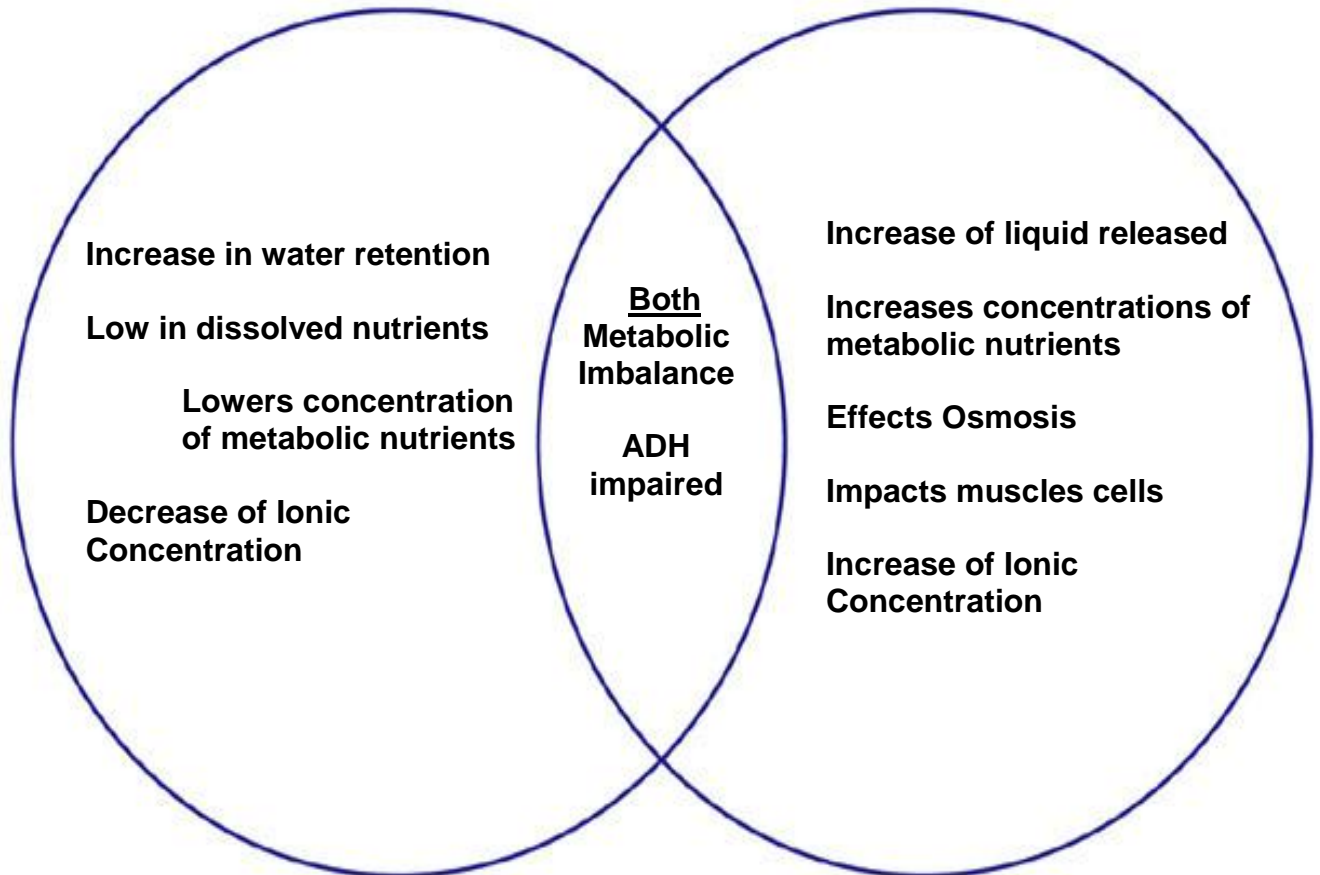 Increase in water retention
Low in dissolved nutrients
Lowers concentration
of metabolic nutrients
Decrease of Ionic
Concentration
Both
Metabolic
Imbalance
ADH
impaired
Increase of liquid released
Increases concentrations of
metabolic nutrients
Effects Osmosis
Impacts muscles cells
Increase of Ionic
Concentration